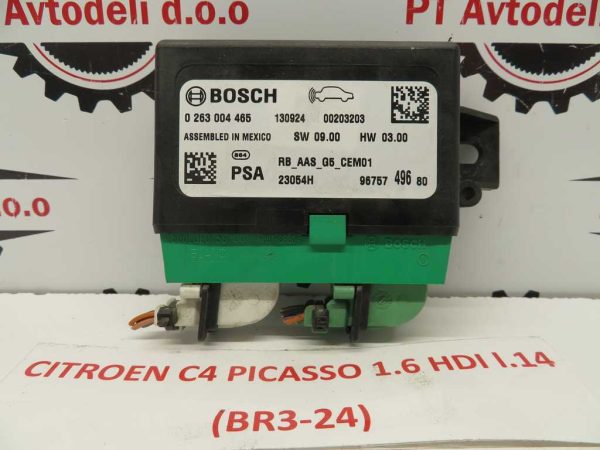 Avtodeli d.o.o
PT Avtodeli d.o.o
BOSCH
0 263 004 465 130924 00203203
ASSEMBLED IN MEXICO SW 09.00 HW 03.00
RB_AAS_G5_CEM01
PSA 23054H 96757 496 80
BOSCH
d.o.o
CITROEN C4 PICASSO 1.6 HDI l.14
(BR3-24)